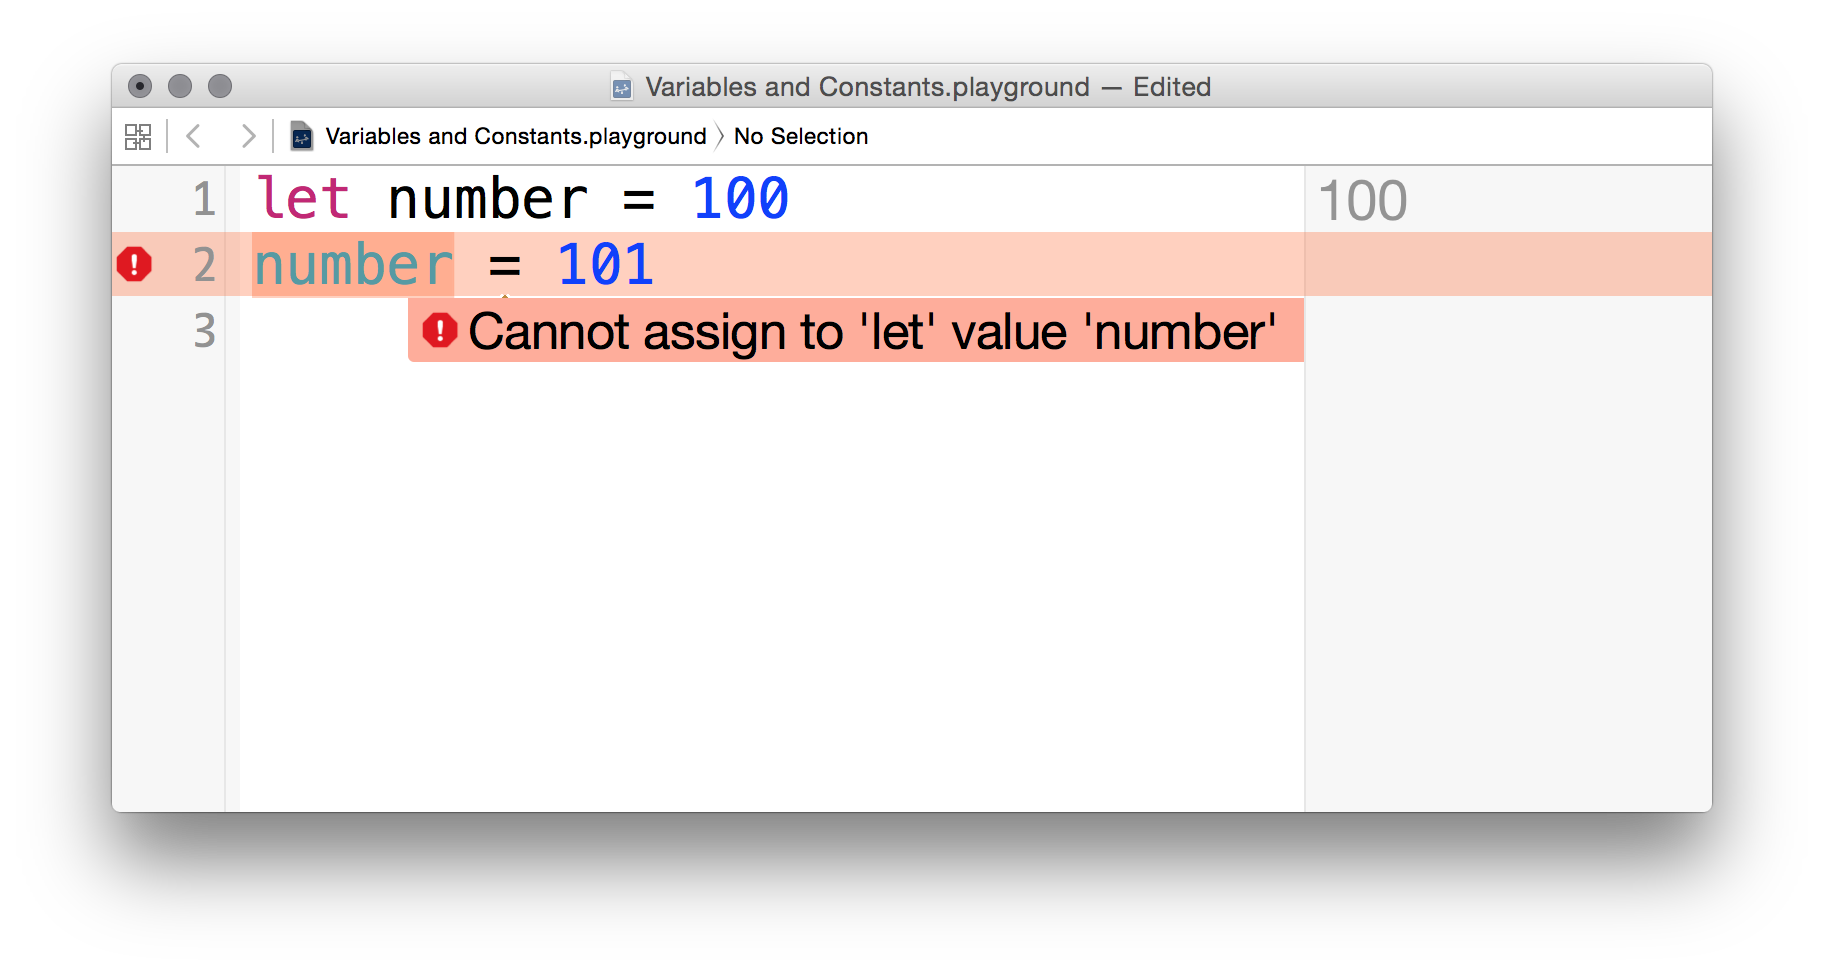 Variables and Constants.playground — Edited
Variables and Constants.playground 〉 No Selection
1 let number = 100 100
2 number = 101
3 Cannot assign to 'let' value 'number'